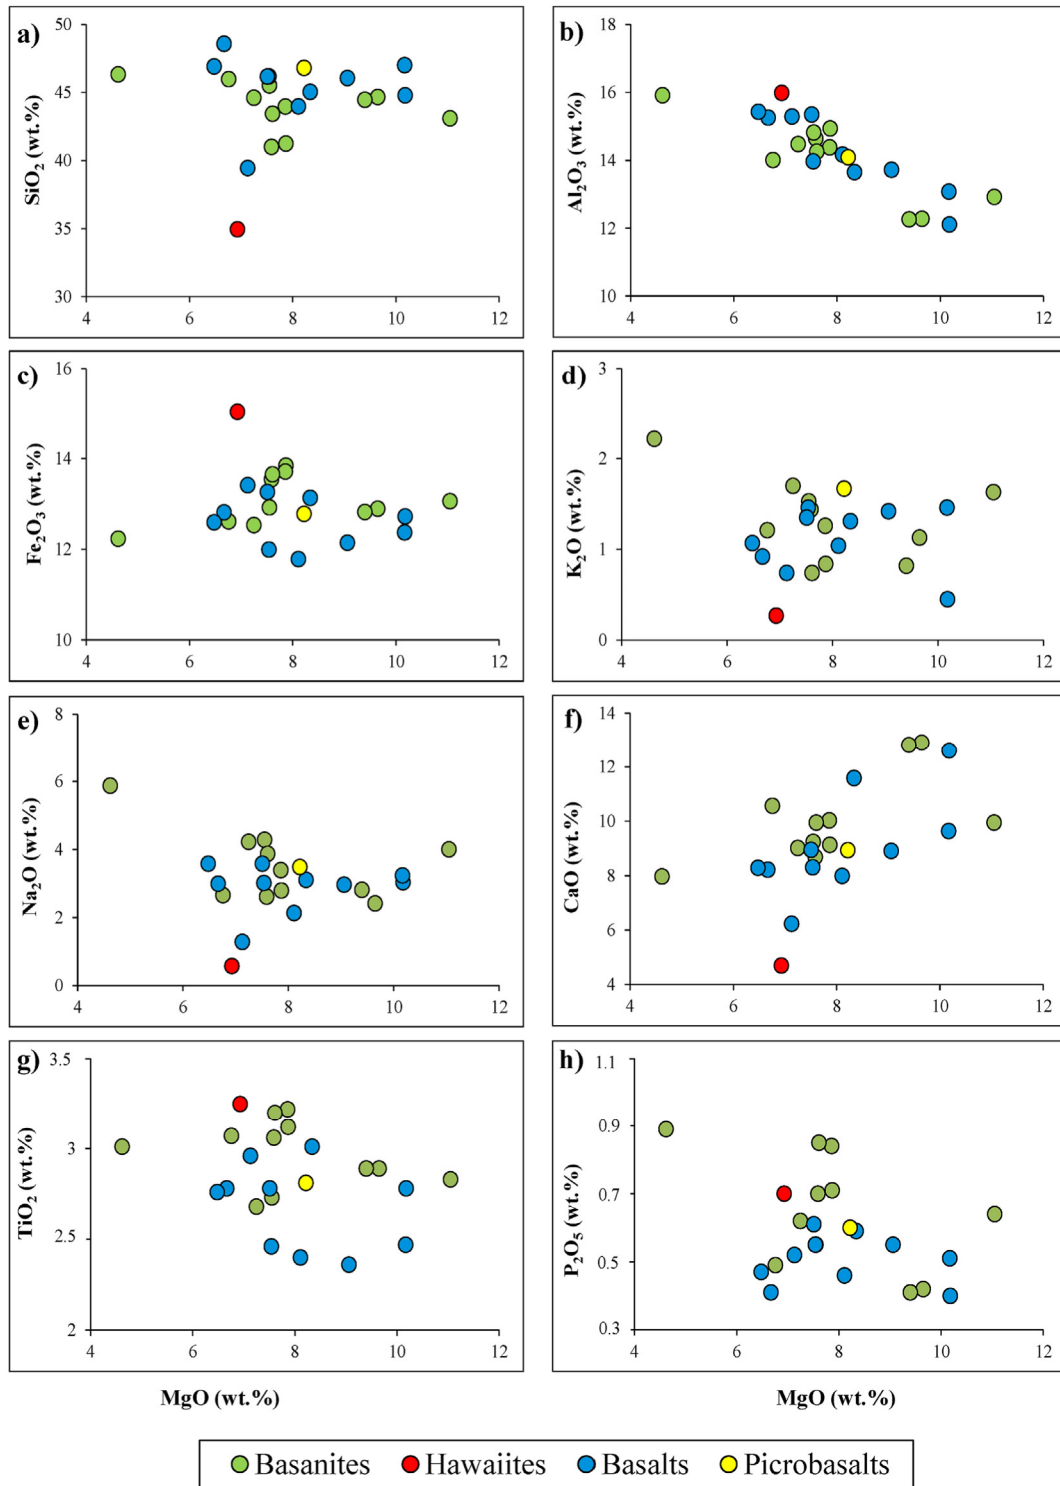 a)
50
45
40
35
30
SiO₂ (wt.%)
4 6 8 10 12
b)
18
16
14
12
10
Al₂O₃ (wt.%)
4 6 8 10 12
c)
16
14
12
10
Fe₂O₃ (wt.%)
4 6 8 10 12
d)
3
2
1
0
K₂O (wt.%)
4 6 8 10 12
e)
8
6
4
2
0
Na₂O (wt.%)
4 6 8 10 12
f)
14
12
10
8
6
4
CaO (wt.%)
4 6 8 10 12
g)
3.5
3
2.5
2
TiO₂ (wt.%)
4 6 8 10 12
MgO (wt.%)
h)
1.1
0.9
0.7
0.5
0.3
P₂O₅ (wt.%)
4 6 8 10 12
MgO (wt.%)
Basanites Hawaiites Basalts Picrobasalts